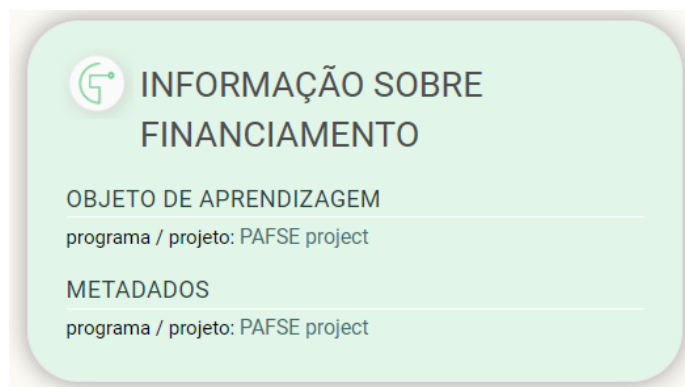 INFORMAÇÃO SOBRE
FINANCIAMENTO
OBJETO DE APRENDIZAGEM
programa / projeto: PAFSE project
METADADOS
programa / projeto: PAFSE project